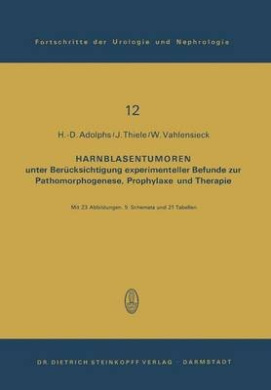 Fortschritte der Urologie und Nephrologie
12
H.-D. Adolphs/J. Thiele/W. Vahlensieck
HARNBLASENTUMOREN
unter Berücksichtigung experimenteller Befunde zur
Pathomorphogenese, Prophylaxe und Therapie
Mit 23 Abbildungen, 5 Schemata und 21 Tabellen
DR. DIETRICH STEINKOPFF VERLAG · DARMSTADT